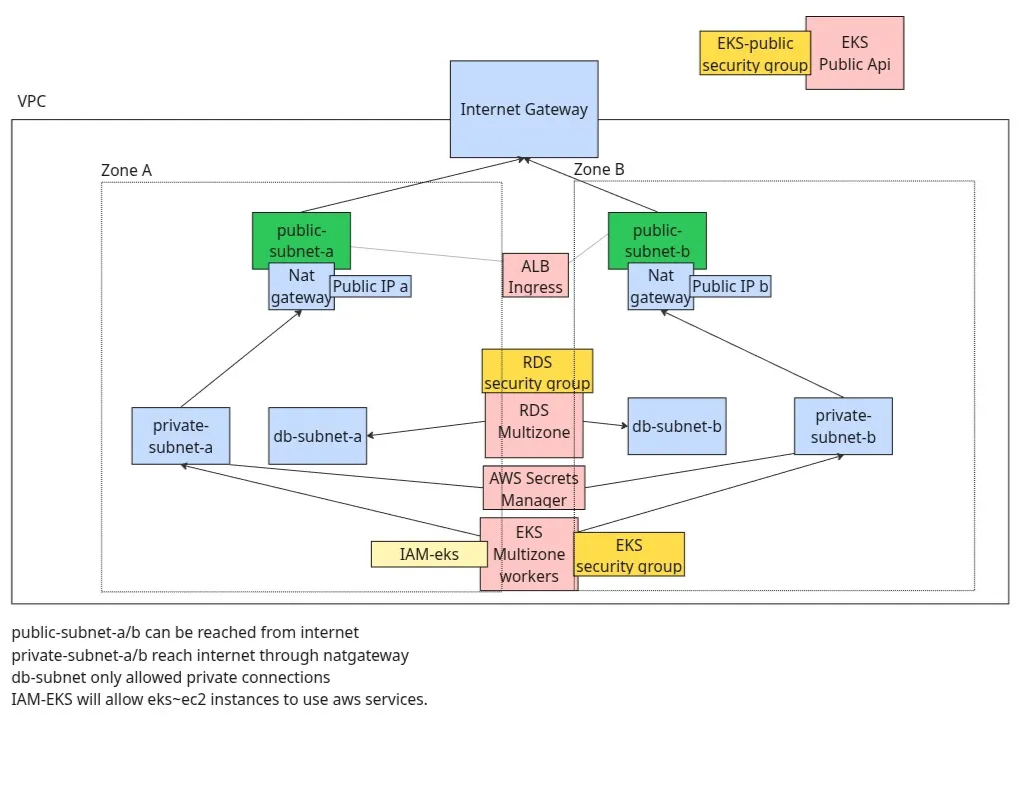 EKS-public
security group
EKS
Public Api
VPC
Internet Gateway
Zone A
Zone B
public-
subnet-a
Nat
gateway
Public IP a
ALB
Ingress
public-
subnet-b
Nat
gateway
Public IP b
RDS
security group
RDS
Multizone
private-
subnet-a
db-subnet-a
db-subnet-b
private-
subnet-b
AWS Secrets
Manager
EKS
Multizone
workers
IAM-eks
EKS
security group
public-subnet-a/b can be reached from internet
private-subnet-a/b reach internet through natgateway
db-subnet only allowed private connections
IAM-EKS will allow eks~ec2 instances to use aws services.